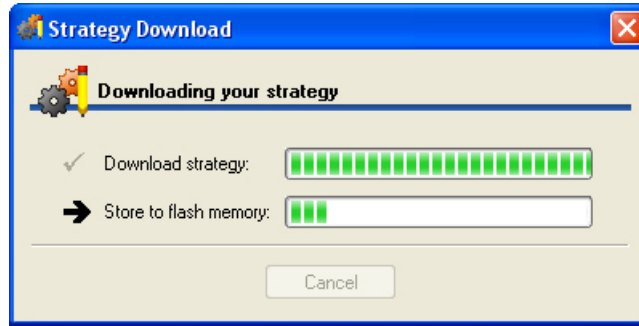 Strategy Download
Downloading your strategy
Download strategy:
Store to flash memory:
Cancel